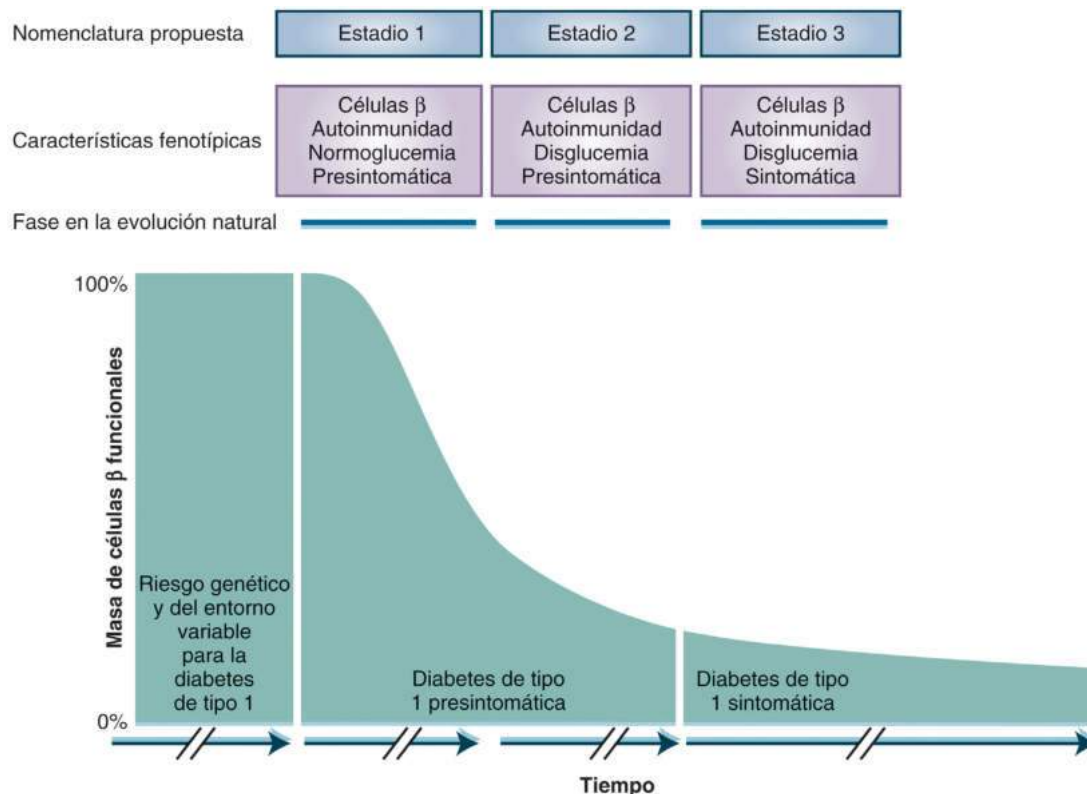 Nomenclatura propuesta
Estadio 1
Estadio 2
Estadio 3
Características fenotípicas
Células β
Autoinmunidad
Normoglucemia
Presintomática
Células β
Autoinmunidad
Disglucemia
Presintomática
Células β
Autoinmunidad
Disglucemia
Sintomática
Fase en la evolución natural
100%
Masa de células β funcionales
0%
Riesgo genético
y del entorno
variable
para la
diabetes
de tipo 1
Diabetes de tipo
1 presintomática
Diabetes de tipo
1 sintomática
Tiempo